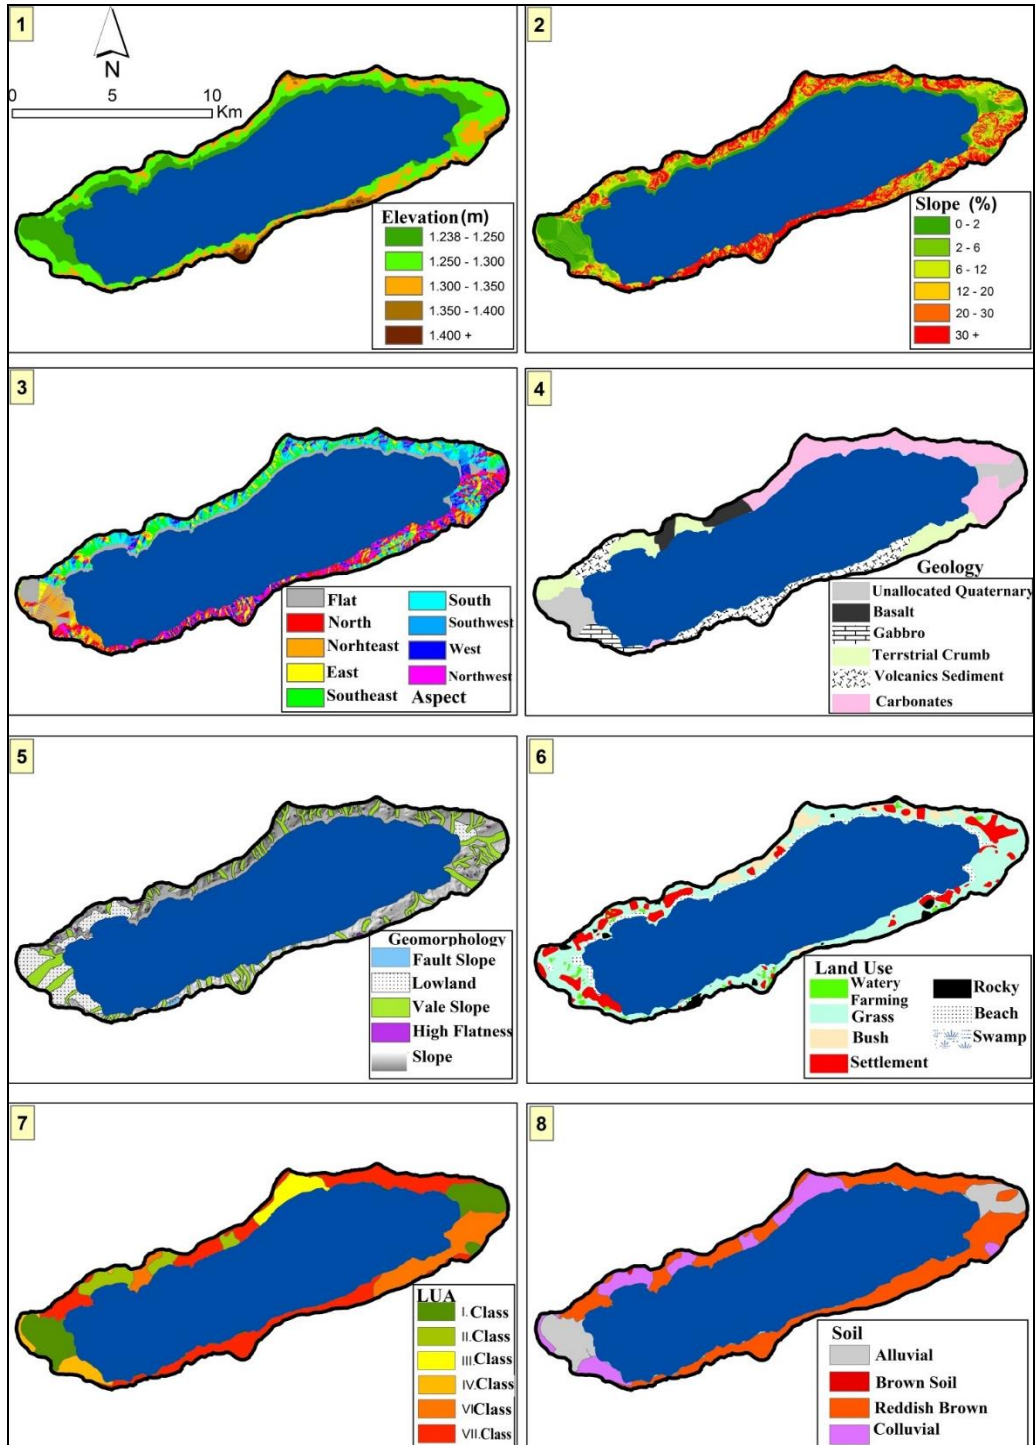 1
N
0 5 10
Km
Elevation (m)
1.238 - 1.250
1.250 - 1.300
1.300 - 1.350
1.350 - 1.400
1.400 +
2
Slope (%)
0 - 2
2 - 6
6 - 12
12 - 20
20 - 30
30 +
3
Flat
North
Norhteast
East
Southeast
South
Southwest
West
Northwest
Aspect
4
Geology
Unallocated Quaternary
Basalt
Gabbro
Terrstrial Crumb
Volcanics Sediment
Carbonates
5
Geomorphology
Fault Slope
Lowland
Vale Slope
High Flatness
Slope
6
Land Use
Watery
Farming
Grass
Bush
Settlement
Rocky
Beach
Swamp
7
LUA
I. Class
II. Class
III. Class
IV. Class
VI Class
VII. Class
8
Soil
Alluvial
Brown Soil
Reddish Brown
Colluvial